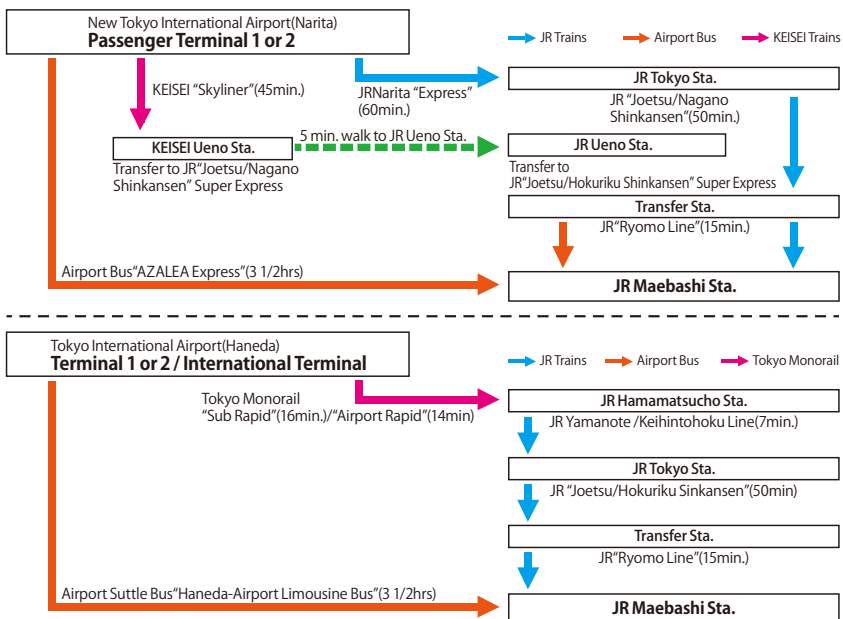 New Tokyo International Airport(Narita)
Passenger Terminal 1 or 2
JR Trains
Airport Bus
KEISEI Trains
KEISEI “Skyliner”(45min.)
JRNarita “Express”
(60min.)
JR Tokyo Sta.
JR “Joetsu/Nagano
Shinkansen”(50min.)
KEISEI Ueno Sta.
5 min. walk to JR Ueno Sta.
JR Ueno Sta.
Transfer to JR“Joetsu/Nagano
Shinkansen” Super Express
Transfer to
JR“Joetsu/Hokuriku Shinkansen” Super Express
Transfer Sta.
JR“Ryomo Line”(15min.)
Airport Bus“AZALEA Express”(3 1/2hrs)
JR Maebashi Sta.
Tokyo International Airport(Haneda)
Terminal 1 or 2 / International Terminal
JR Trains
Airport Bus
Tokyo Monorail
Tokyo Monorail
“Sub Rapid”(16min.)/“Airport Rapid”(14min)
JR Hamamatsucho Sta.
JR Yamanote /Keihintohoku Line(7min.)
JR Tokyo Sta.
JR “Joetsu/Hokuriku Sinkansen”(50min)
Transfer Sta.
JR“Ryomo Line”(15min.)
Airport Suttle Bus“Haneda-Airport Limousine Bus”(3 1/2hrs)
JR Maebashi Sta.